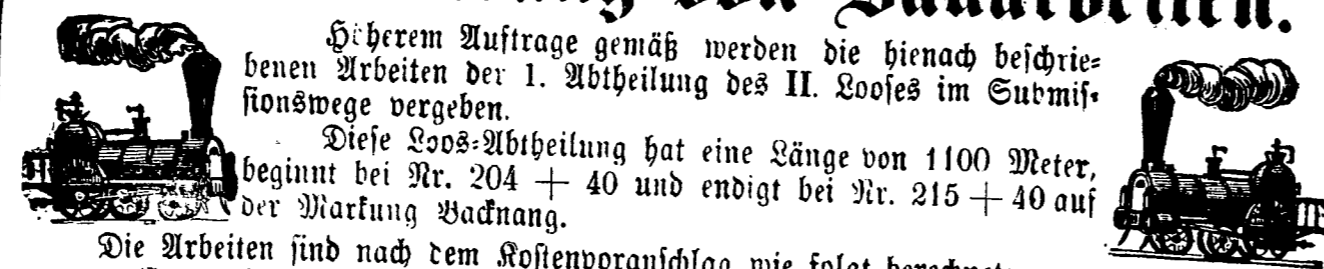 von Bauarbeiten.
Höherem Auftrage gemäß werden die hienach beschrie⸗
benen Arbeiten der 1. Abtheilung des II. Looses im Submis⸗
sionswege vergeben.
Diese Loos⸗Abtheilung hat eine Länge von 1100 Meter,
beginnt bei Nr. 204 + 40 und endigt bei Nr. 215 + 40 auf
der Markung Backnang.
Die Arbeiten sind nach dem Kostenvoranschlag wie folgt berechnet